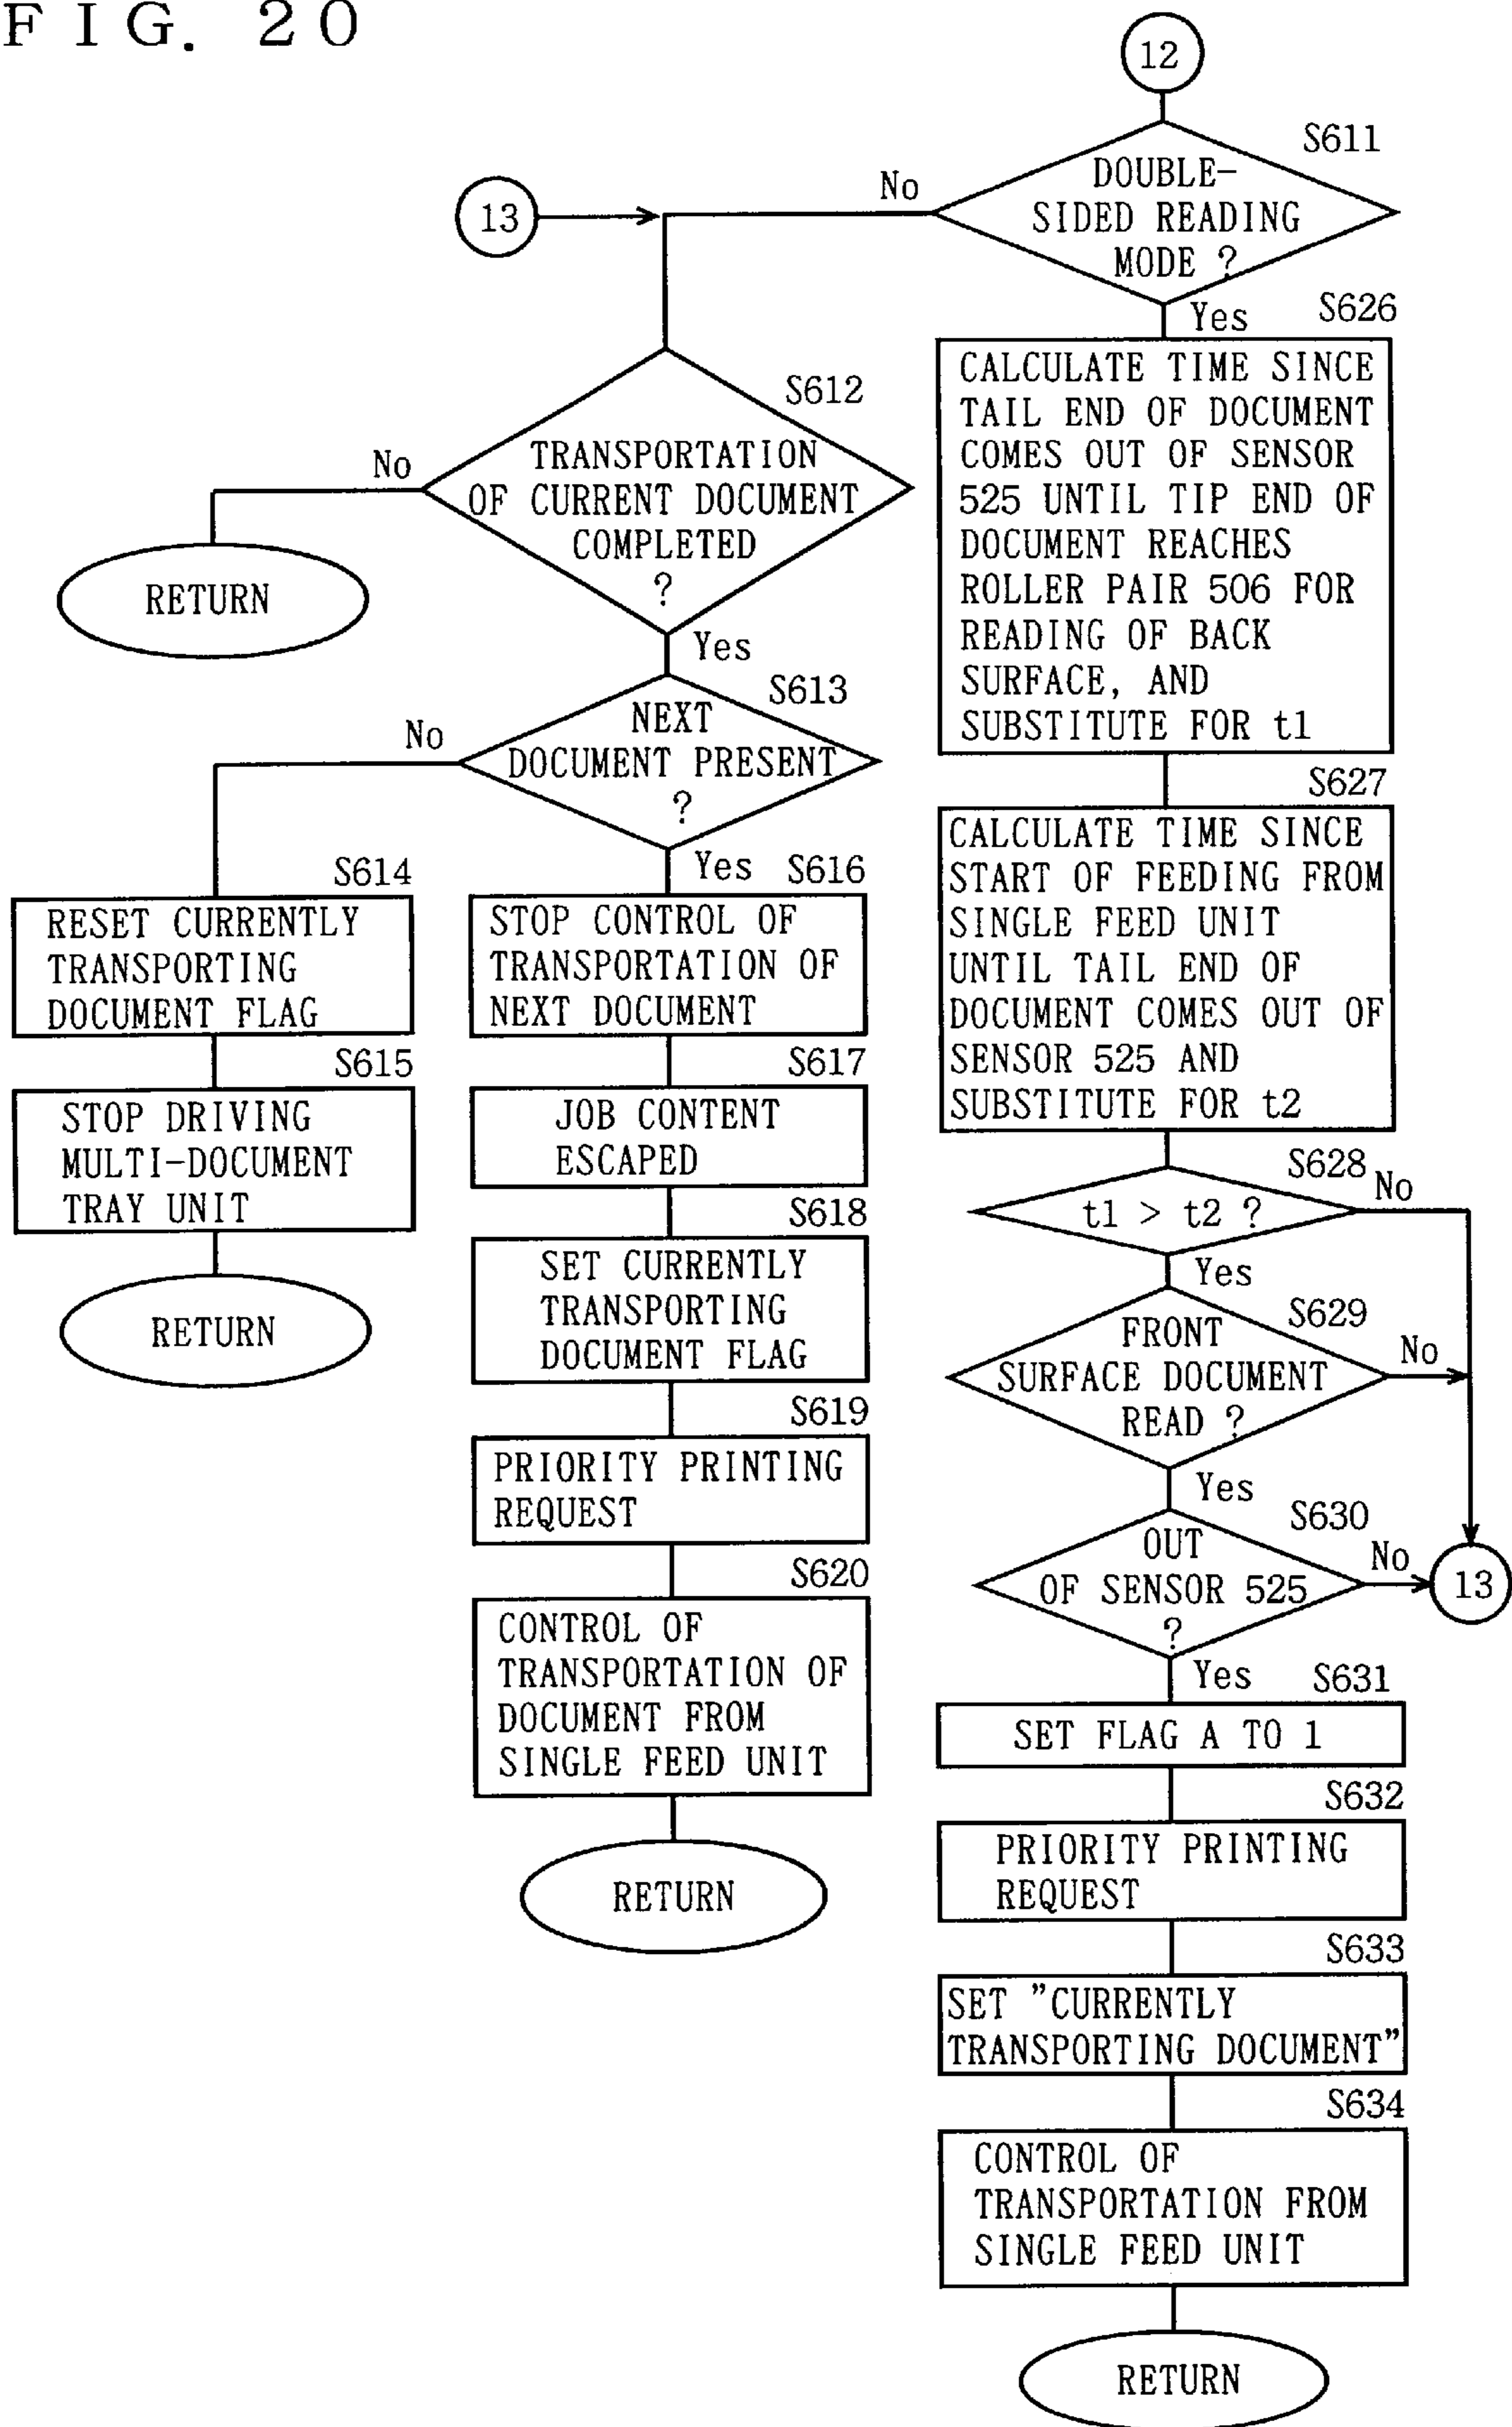 FIG. 20
12
S611
DOUBLE-
SIDED READING
MODE ?
No
Yes
13
S612
TRANSPORTATION
OF CURRENT DOCUMENT
COMPLETED
?
No
Yes
RETURN
S613
NEXT
DOCUMENT PRESENT
?
No
Yes
S614
RESET CURRENTLY
TRANSPORTING
DOCUMENT FLAG
S615
STOP DRIVING
MULTI-DOCUMENT
TRAY UNIT
RETURN
S616
STOP CONTROL OF
TRANSPORTATION OF
NEXT DOCUMENT
S617
JOB CONTENT
ESCAPED
S618
SET CURRENTLY
TRANSPORTING
DOCUMENT FLAG
S619
PRIORITY PRINTING
REQUEST
S620
CONTROL OF
TRANSPORTATION OF
DOCUMENT FROM
SINGLE FEED UNIT
RETURN
S626
CALCULATE TIME SINCE
TAIL END OF DOCUMENT
COMES OUT OF SENSOR
525 UNTIL TIP END OF
DOCUMENT REACHES
ROLLER PAIR 506 FOR
READING OF BACK
SURFACE, AND
SUBSTITUTE FOR t1
S627
CALCULATE TIME SINCE
START OF FEEDING FROM
SINGLE FEED UNIT
UNTIL TAIL END OF
DOCUMENT COMES OUT OF
SENSOR 525 AND
SUBSTITUTE FOR t2
S628
t1 > t2 ?
No
Yes
S629
FRONT
SURFACE DOCUMENT
READ ?
No
Yes
S630
OUT
OF SENSOR 525
?
No
13
Yes
S631
SET FLAG A TO 1
S632
PRIORITY PRINTING
REQUEST
S633
SET "CURRENTLY
TRANSPORTING DOCUMENT"
S634
CONTROL OF
TRANSPORTATION FROM
SINGLE FEED UNIT
RETURN